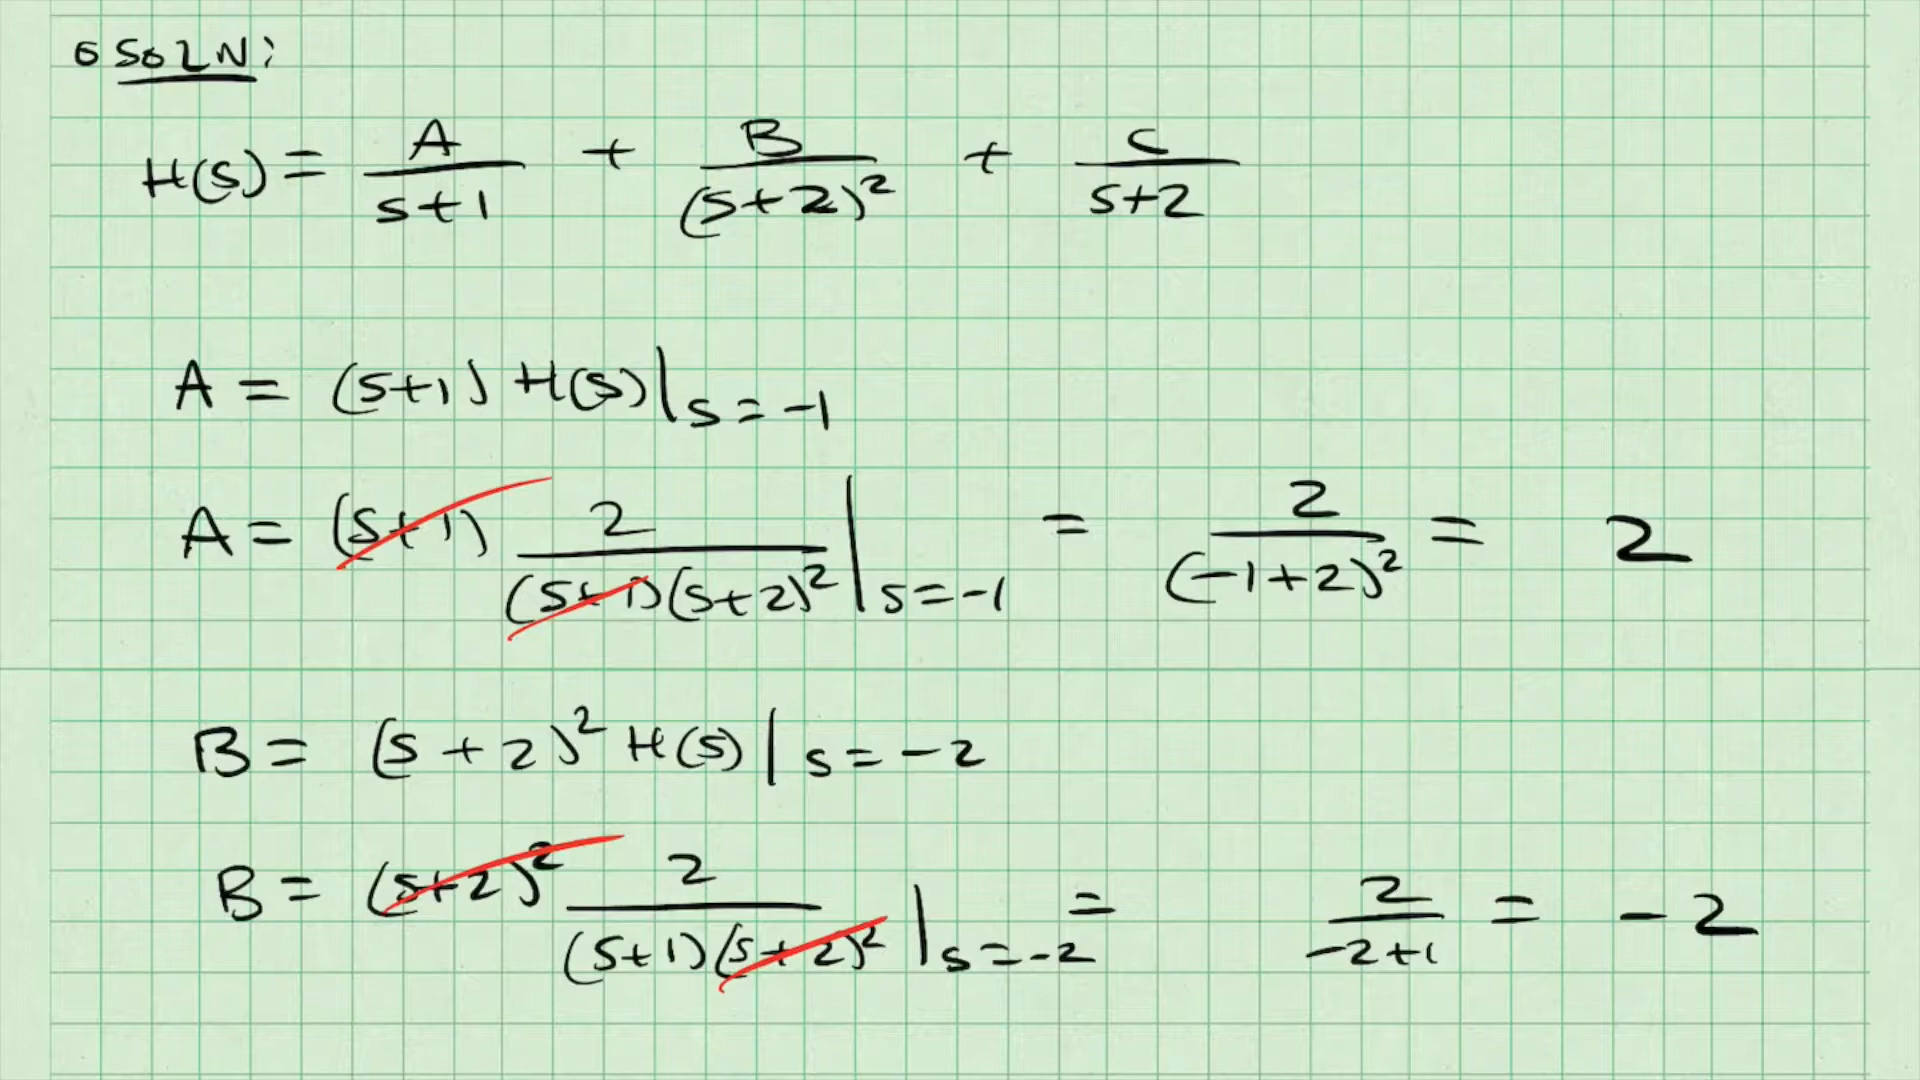 SOLN:
H(s) = A/(s+1) + B/(s+2)² + C/(s+2)
A = (s+1) H(s)|s=-1
A = (s+1) 2/((s+1)(s+2)²)|s=-1 = 2/(-1+2)² = 2
B = (s+2)² H(s)|s=-2
B = (s+2)² 2/((s+1)(s+2)²)|s=-2 = 2/(-2+1) = -2